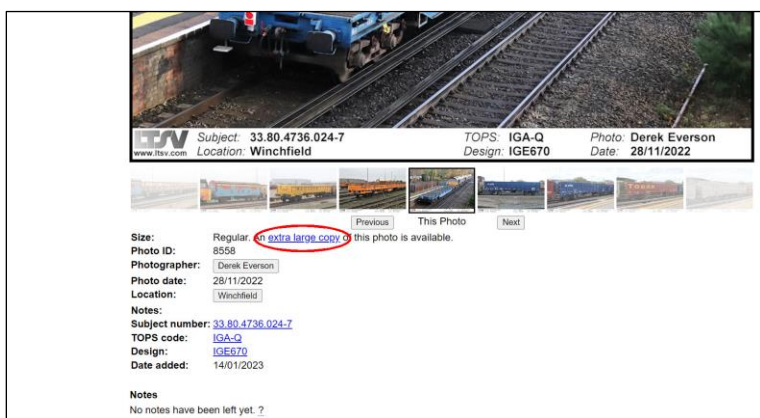 LTSV
www.ltsv.com
Subject: 33.80.4736.024-7 TOPS: IGA-Q Photo: Derek Everson
Location: Winchfield Design: IGE670 Date: 28/11/2022
Previous This Photo Next
Size: Regular. An extra large copy of this photo is available.
Photo ID: 8558
Photographer: Derek Everson
Photo date: 28/11/2022
Location: Winchfield
Notes:
Subject number: 33.80.4736.024-7
TOPS code: IGA-Q
Design: IGE670
Date added: 14/01/2023
Notes
No notes have been left yet. ?